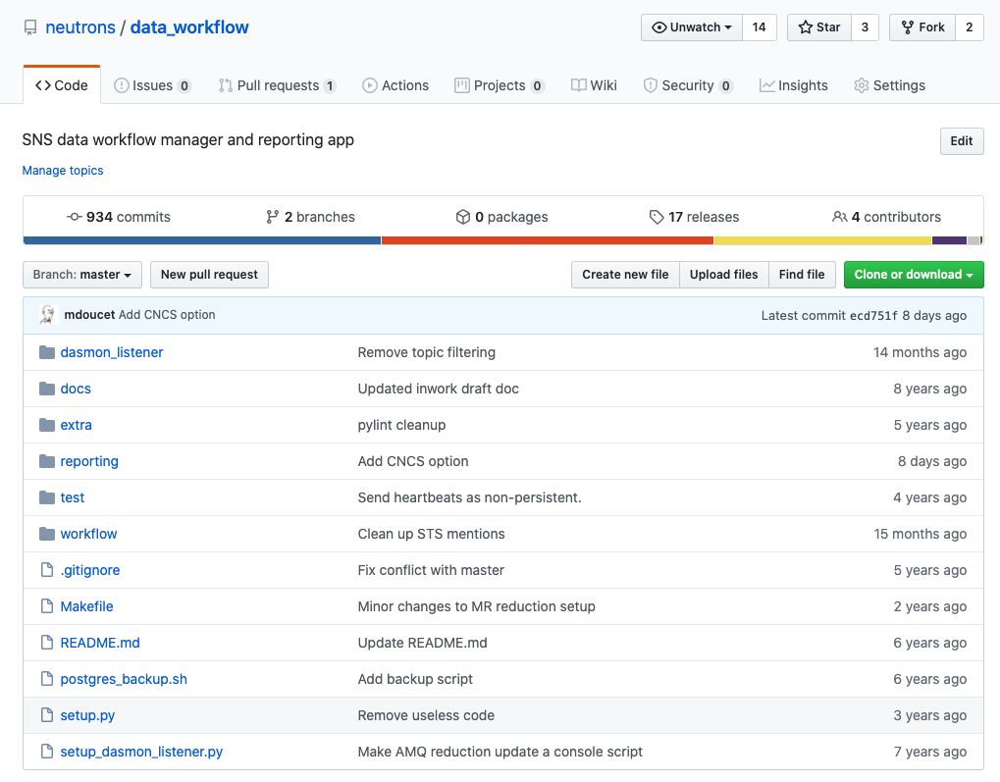 neutrons / data_workflow Unwatch 14 Star 3 Fork 2
Code Issues 0 Pull requests 1 Actions Projects 0 Wiki Security 0 Insights Settings
SNS data workflow manager and reporting app Edit
Manage topics
934 commits 2 branches 0 packages 17 releases 4 contributors
Branch: master New pull request Create new file Upload files Find file Clone or download
mdoucet Add CNCS option Latest commit ecd751f 8 days ago
dasmon_listener Remove topic filtering 14 months ago
docs Updated inwork draft doc 8 years ago
extra pylint cleanup 5 years ago
reporting Add CNCS option 8 days ago
test Send heartbeats as non-persistent. 4 years ago
workflow Clean up STS mentions 15 months ago
.gitignore Fix conflict with master 5 years ago
Makefile Minor changes to MR reduction setup 2 years ago
README.md Update README.md 6 years ago
postgres_backup.sh Add backup script 6 years ago
setup.py Remove useless code 3 years ago
setup_dasmon_listener.py Make AMQ reduction update a console script 7 years ago